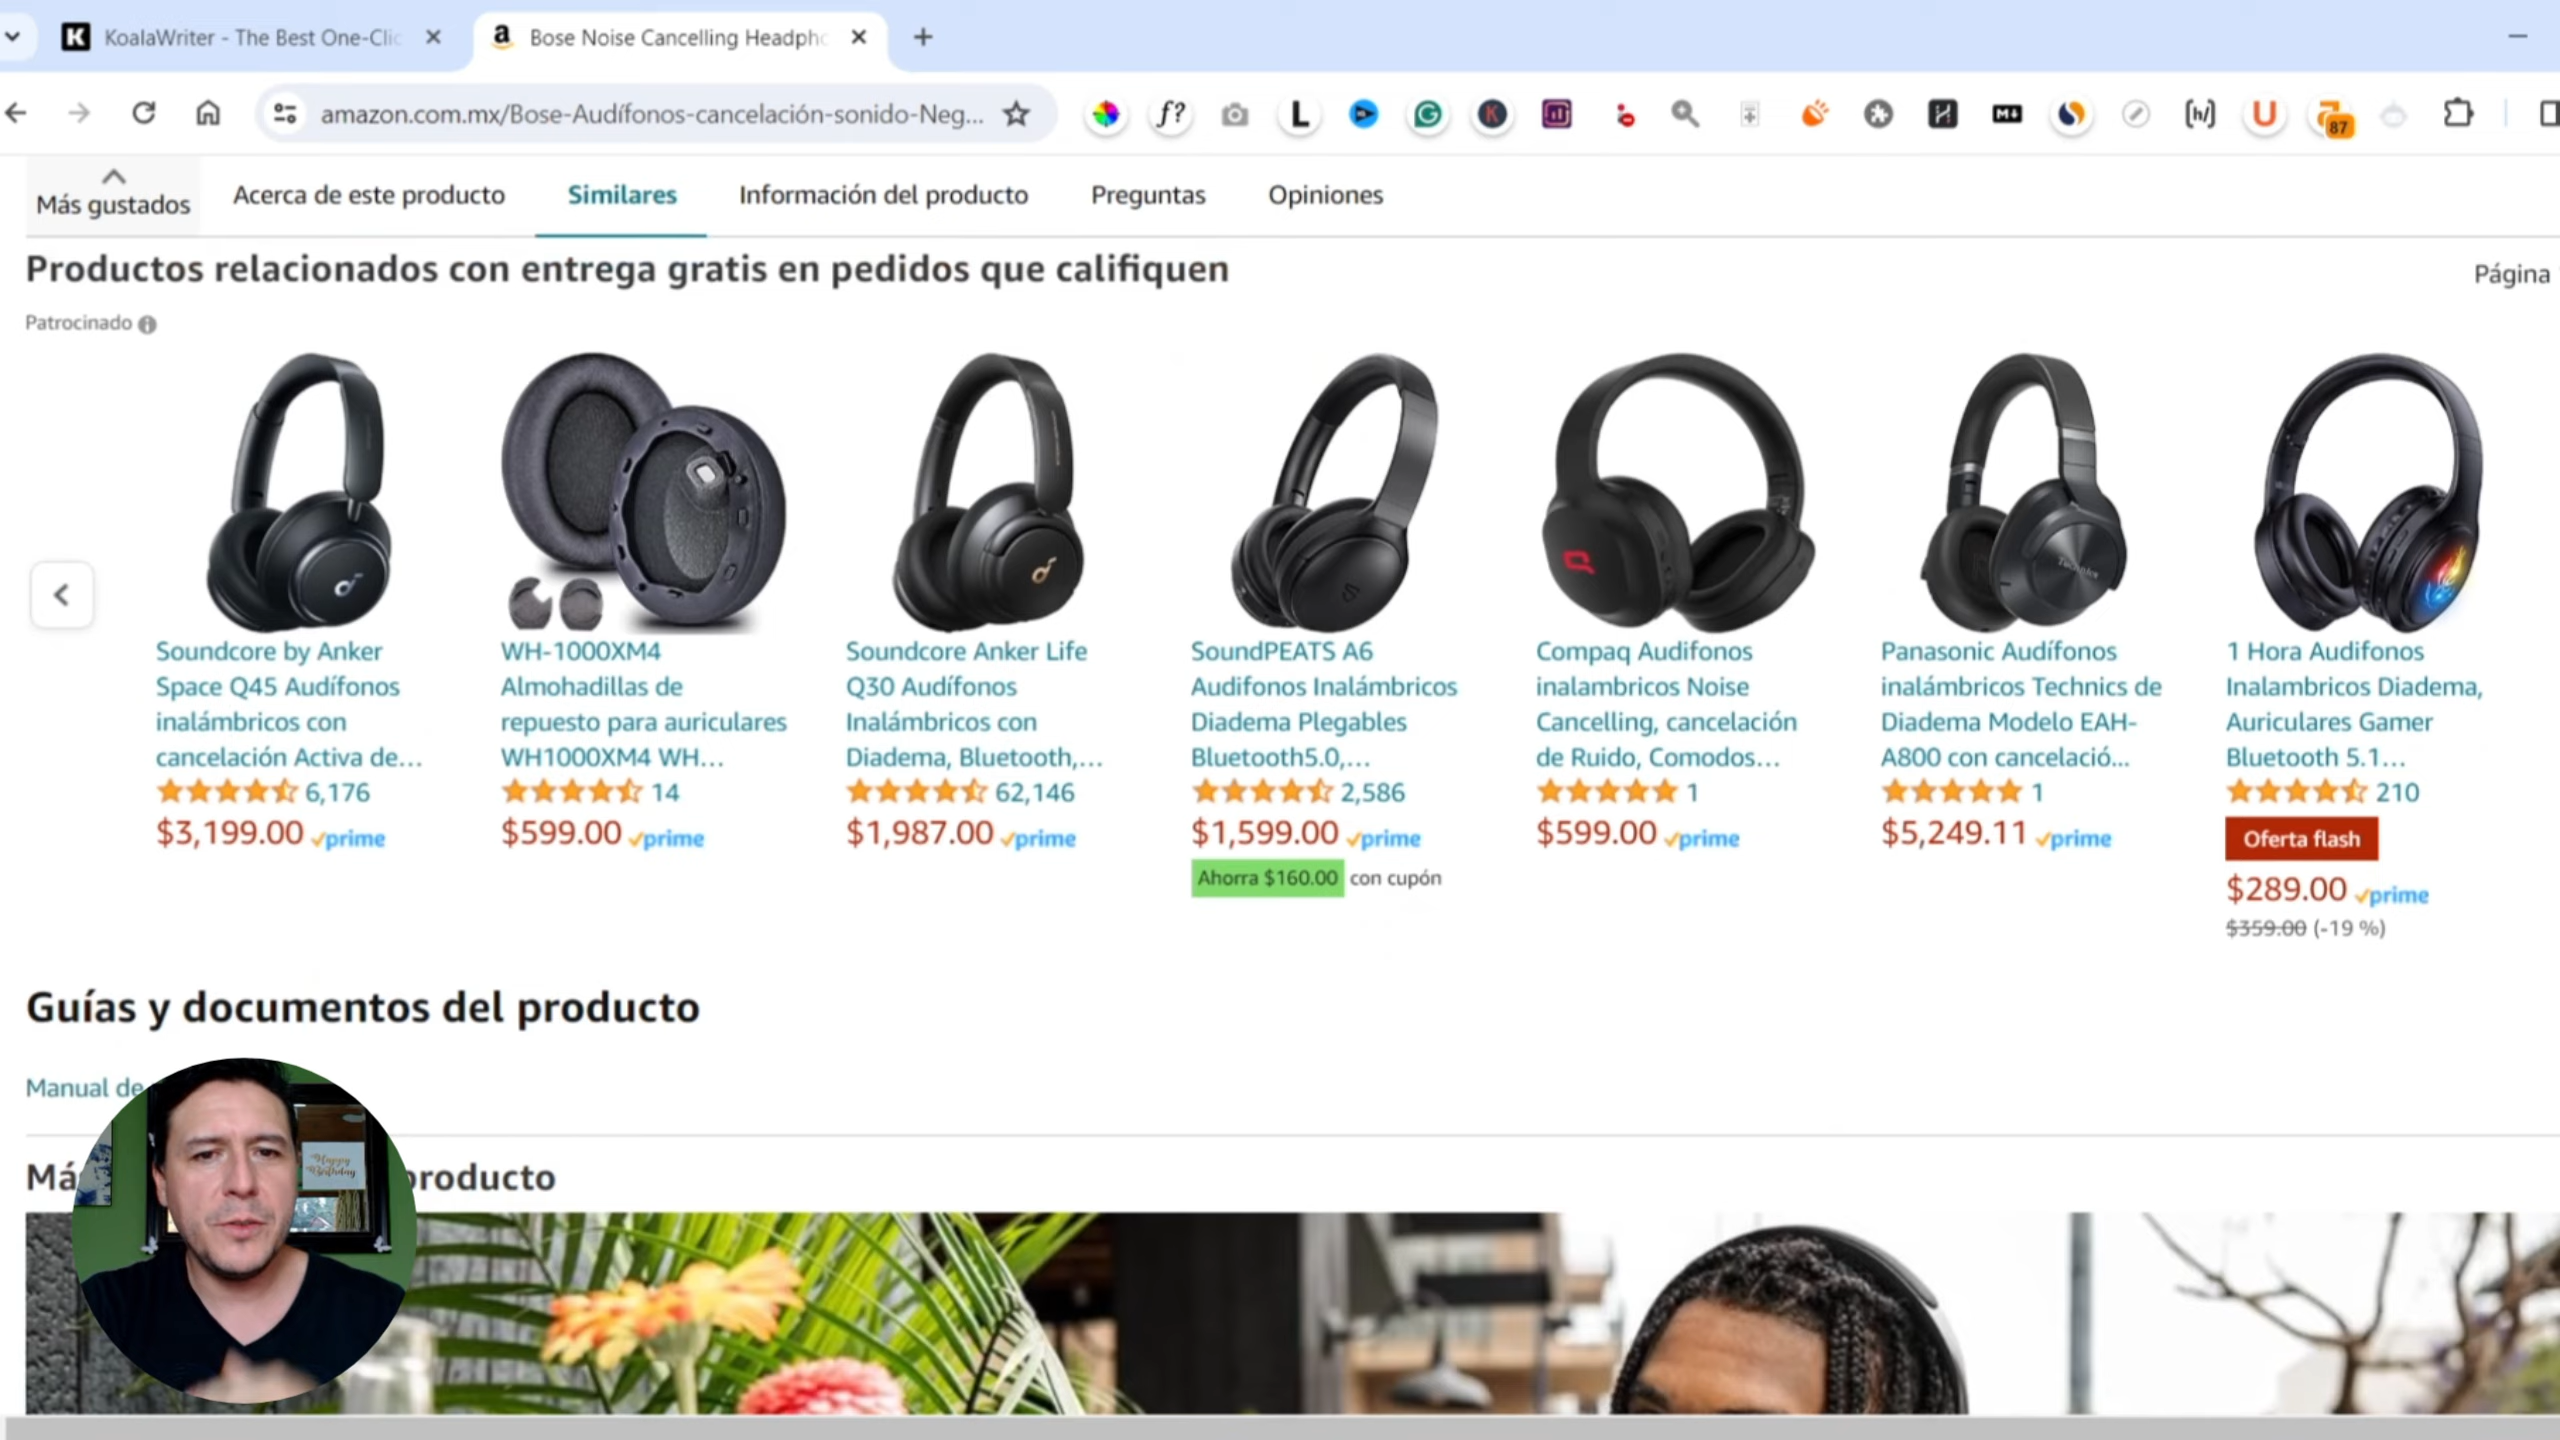 KoalaWriter - The Best One-Clic
Bose Noise Cancelling Headpho
amazon.com.mx/Bose-Audífonos-cancelación-sonido-Neg...
f?
L
K
M↓
[h/]
U
87
Más gustados
Acerca de este producto
Similares
Información del producto
Preguntas
Opiniones
Productos relacionados con entrega gratis en pedidos que califiquen
Página
Patrocinado
Soundcore by Anker
Space Q45 Audífonos
inalámbricos con
cancelación Activa de...
6,176
$3,199.00 prime
WH-1000XM4
Almohadillas de
repuesto para auriculares
WH1000XM4 WH...
14
$599.00 prime
Soundcore Anker Life
Q30 Audífonos
Inalámbricos con
Diadema, Bluetooth,...
62,146
$1,987.00 prime
SoundPEATS A6
Audifonos Inalámbricos
Diadema Plegables
Bluetooth5.0,...
2,586
$1,599.00 prime
Ahorra $160.00 con cupón
Compaq Audifonos
inalambricos Noise
Cancelling, cancelación
de Ruido, Comodos...
1
$599.00 prime
Technics
Panasonic Audífonos
inalámbricos Technics de
Diadema Modelo EAH-
A800 con cancelació...
1
$5,249.11 prime
1 Hora Audifonos
Inalambricos Diadema,
Auriculares Gamer
Bluetooth 5.1...
210
Oferta flash
$289.00 prime
$359.00 (-19 %)
Guías y documentos del producto
Manual de
Happy
Birthday
Má
producto